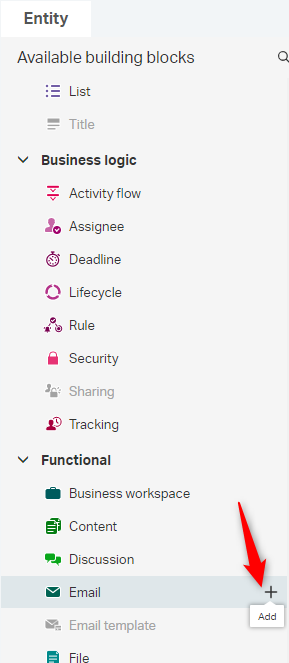 Entity
Available building blocks
List
Title
Business logic
Activity flow
Assignee
Deadline
Lifecycle
Rule
Security
Sharing
Tracking
Functional
Business workspace
Content
Discussion
Email
Add
Email template
File